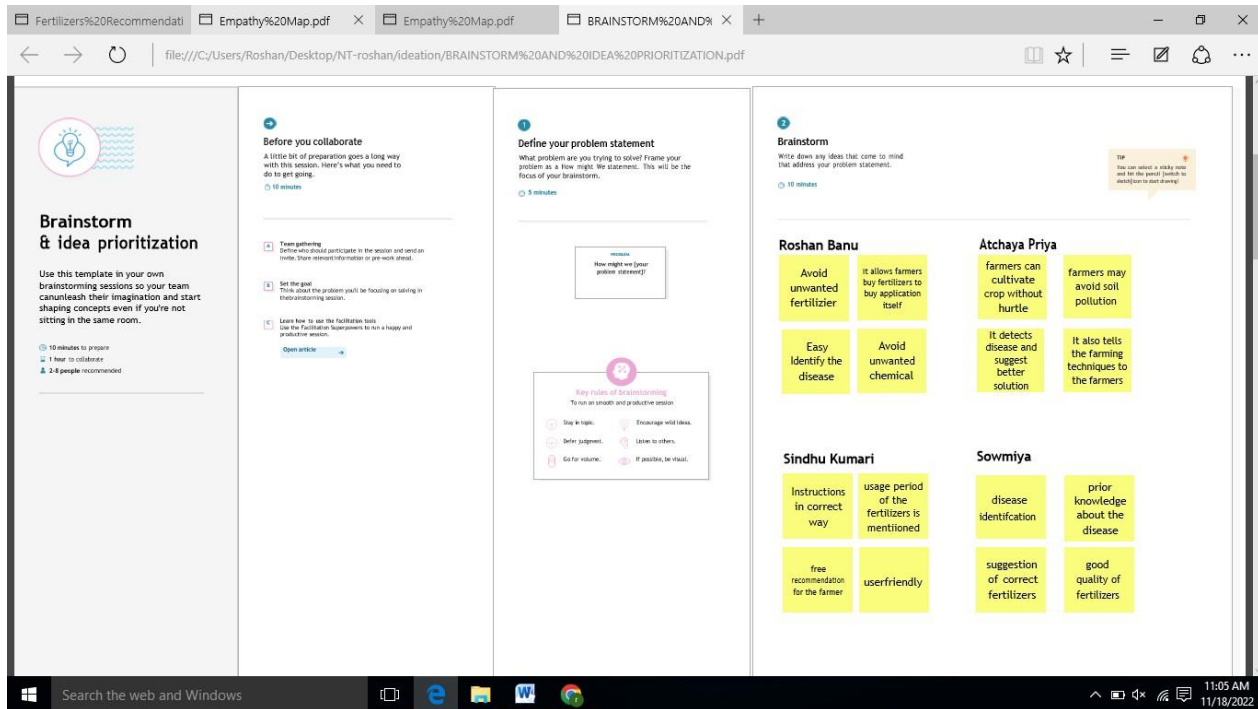 Fertilizers%20Recommendati
Empathy%20Map.pdf
Empathy%20Map.pdf
BRAINSTORM%20AND%
file:///C:/Users/Roshan/Desktop/NT-roshan/ideation/BRAINSTORM%20AND%20IDEA%20PRIORITIZATION.pdf
Brainstorm
& idea prioritization
Use this template in your own
brainstorming sessions so your team
canunleash their imagination and start
shaping concepts even if you're not
sitting in the same room.
10 minutes to prepare
1 hour to collaborate
2-8 people recommended
Before you collaborate
A little bit of preparation goes a long way
with this session. Here's what you need to
do to get going.
10 minutes
A
Team gathering
Define who should participate in the session and send an
invite. Share relevant information or pre-work ahead.
B
Set the goal
Think about the problem you'll be focusing on solving in
thebrainstorming session.
C
Learn how to use the facilitation tools
Use the Facilitation Superpowers to run a happy and
productive session.
Open article
1
Define your problem statement
What problem are you trying to solve? Frame your
problem as a How might We statement. This will be the
focus of your brainstorm.
5 minutes
PROBLEM
How might we [your
problem statement]?
Key rules of brainstorming
To run an smooth and productive session
Stay in topic.
Encourage wild ideas.
Defer judgment.
Listen to others.
Go for volume.
If possible, be visual.
2
Brainstorm
Write down any ideas that come to mind
that address your problem statement.
10 minutes
TIP
You can select a sticky note
and hit the pencil [switch to
sketch]icon to start drawing!
Roshan Banu
Avoid
unwanted
fertilizier
it allows farmers
buy fertilizers to
buy application
itself
Easy
Identify the
disease
Avoid
unwanted
chemical
Atchaya Priya
farmers can
cultivate
crop without
hurtle
farmers may
avoid soil
pollution
It detects
disease and
suggest
better
solution
It also tells
the farming
techniques to
the farmers
Sindhu Kumari
Instructions
in correct
way
usage period
of the
fertilizers is
mentiioned
free
recommendation
for the farmer
userfriendly
Sowmiya
disease
identifcation
prior
knowledge
about the
disease
suggestion
of correct
fertilizers
good
quality of
fertilizers
Search the web and Windows
11:05 AM
11/18/2022